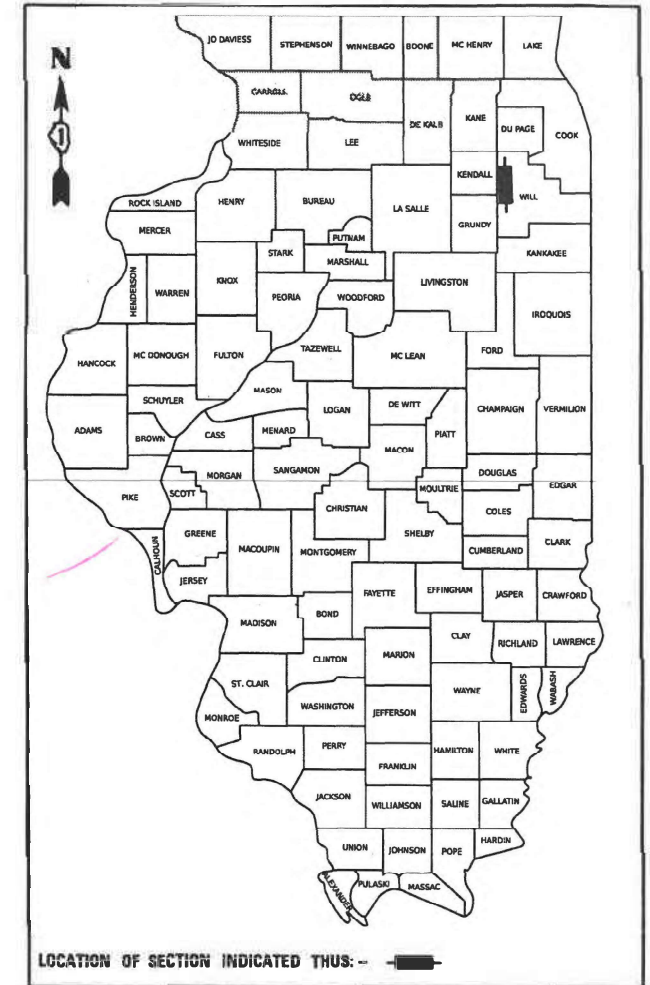 JO DAVIESS STEPHENSON WINNEBAGO BOONE MC HENRY LAKE
N
CARROLL OGLE DE KALB KANE DU PAGE COOK
1
WHITESIDE LEE
KENDALL WILL
ROCK ISLAND HENRY BUREAU LA SALLE GRUNDY
MERCER PUTNAM
STARK MARSHALL KANKAKEE
HENDERSON WARREN KNOX PEORIA WOODFORD LIVINGSTON IROQUOIS
HANCOCK MC DONOUGH FULTON TAZEWELL MC LEAN FORD
MASON
SCHUYLER LOGAN DE WITT CHAMPAIGN VERMILION
ADAMS BROWN CASS MENARD MACON PIATT
PIKE SCOTT MORGAN SANGAMON MOULTRIE DOUGLAS EDGAR
CHRISTIAN COLES
CALHOUN GREENE MACOUPIN MONTGOMERY SHELBY CUMBERLAND CLARK
JERSEY
FAYETTE EFFINGHAM JASPER CRAWFORD
MADISON BOND
CLINTON MARION CLAY RICHLAND LAWRENCE
ST. CLAIR WAYNE EDWARDS WABASH
MONROE WASHINGTON JEFFERSON
RANDOLPH PERRY HAMILTON WHITE
FRANKLIN
JACKSON WILLIAMSON SALINE GALLATIN
UNION JOHNSON POPE HARDIN
ALEXANDER PULASKI MASSAC
LOCATION OF SECTION INDICATED THUS: -